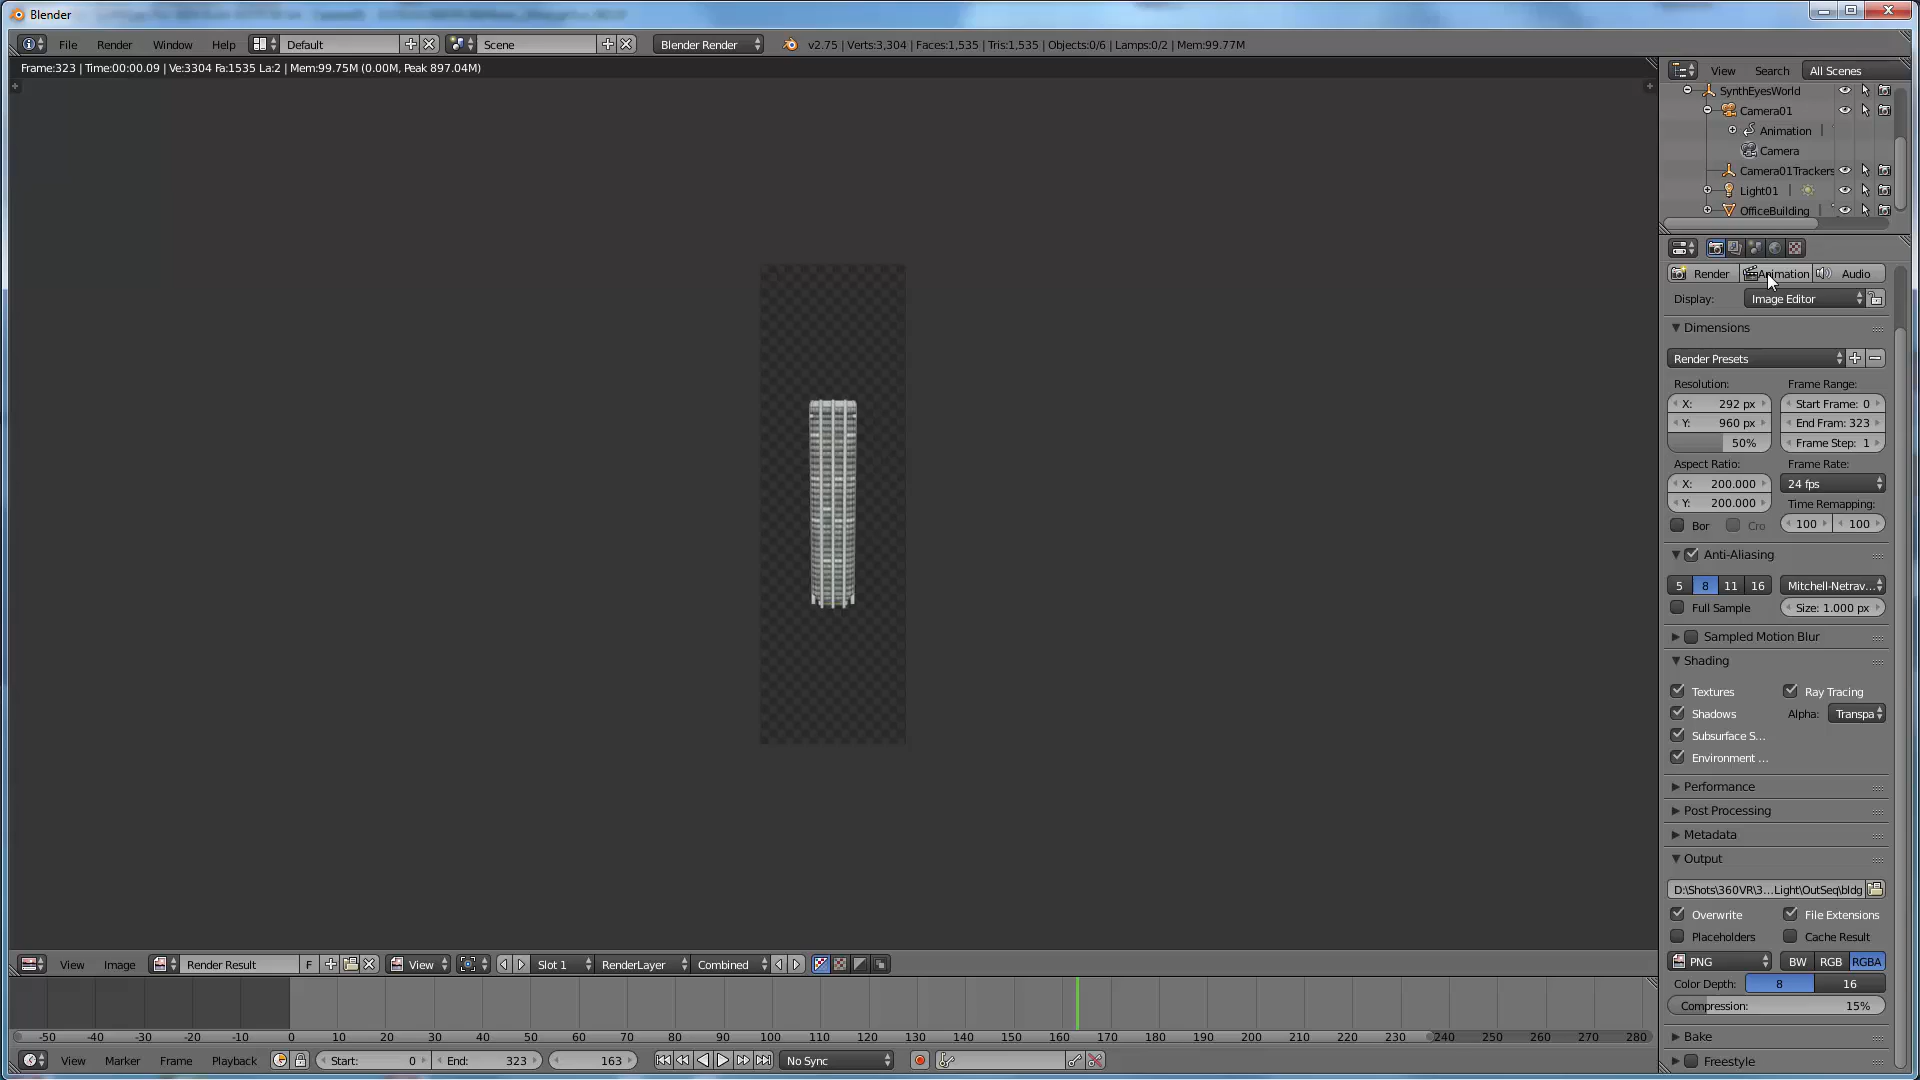 Blender
File Render Window Help Default Scene Blender Render v2.75 | Verts:3,304 | Faces:1,535 | Tris:1,535 | Objects:0/6 | Lamps:0/2 | Mem:99.77M
Frame:323 | Time:00:00.09 | Ve:3304 Fa:1535 La:2 | Mem:99.75M (0.00M, Peak 897.04M)
View Search All Scenes
SynthEyesWorld
Camera01
Animation
Camera
Camera01Trackers
Light01
OfficeBuilding
Render Animation Audio
Display: Image Editor
Dimensions
Render Presets
Resolution: Frame Range:
X: 292 px Start Frame: 0
Y: 960 px End Fram: 323
50% Frame Step: 1
Aspect Ratio: Frame Rate:
X: 200.000 24 fps
Y: 200.000 Time Remapping:
Bor Cro 100 100
Anti-Aliasing
5 8 11 16 Mitchell-Netrav...
Full Sample Size: 1.000 px
Sampled Motion Blur
Shading
Textures Ray Tracing
Shadows Alpha: Transpa
Subsurface S...
Environment ...
Performance
Post Processing
Metadata
Output
D:\Shots\360VR\3...Light\OutSeq\bldg
Overwrite File Extensions
Placeholders Cache Result
PNG BW RGB RGBA
Color Depth: 8 16
Compression: 15%
Bake
Freestyle
View Image Render Result F View Slot 1 RenderLayer Combined
-50 -40 -30 -20 -10 0 10 20 30 40 50 60 70 80 90 100 110 120 130 140 150 160 170 180 190 200 210 220 230 240 250 260 270 280
View Marker Frame Playback Start: 0 End: 323 163 No Sync